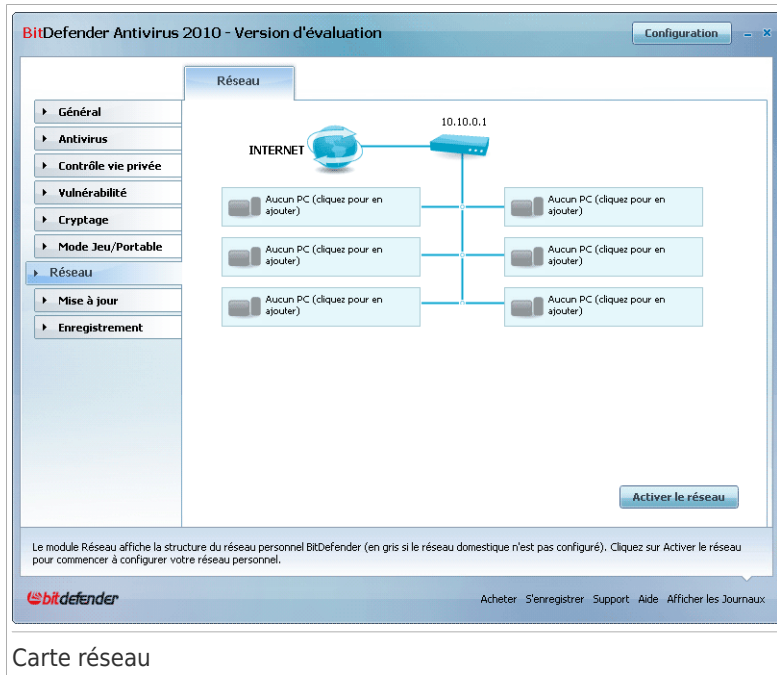 BitDefender Antivirus 2010 - Version d'évaluation
Configuration
Réseau
Général
Antivirus
Contrôle vie privée
Vulnérabilité
Cryptage
Mode Jeu/Portable
Réseau
Mise à jour
Enregistrement
10.10.0.1
INTERNET
Aucun PC (cliquez pour en
ajouter)
Aucun PC (cliquez pour en
ajouter)
Aucun PC (cliquez pour en
ajouter)
Aucun PC (cliquez pour en
ajouter)
Aucun PC (cliquez pour en
ajouter)
Aucun PC (cliquez pour en
ajouter)
Activer le réseau
Le module Réseau affiche la structure du réseau personnel BitDefender (en gris si le réseau domestique n'est pas configuré). Cliquez sur Activer le réseau
pour commencer à configurer votre réseau personnel.
bitdefender
Acheter S'enregistrer Support Aide Afficher les Journaux
Carte réseau